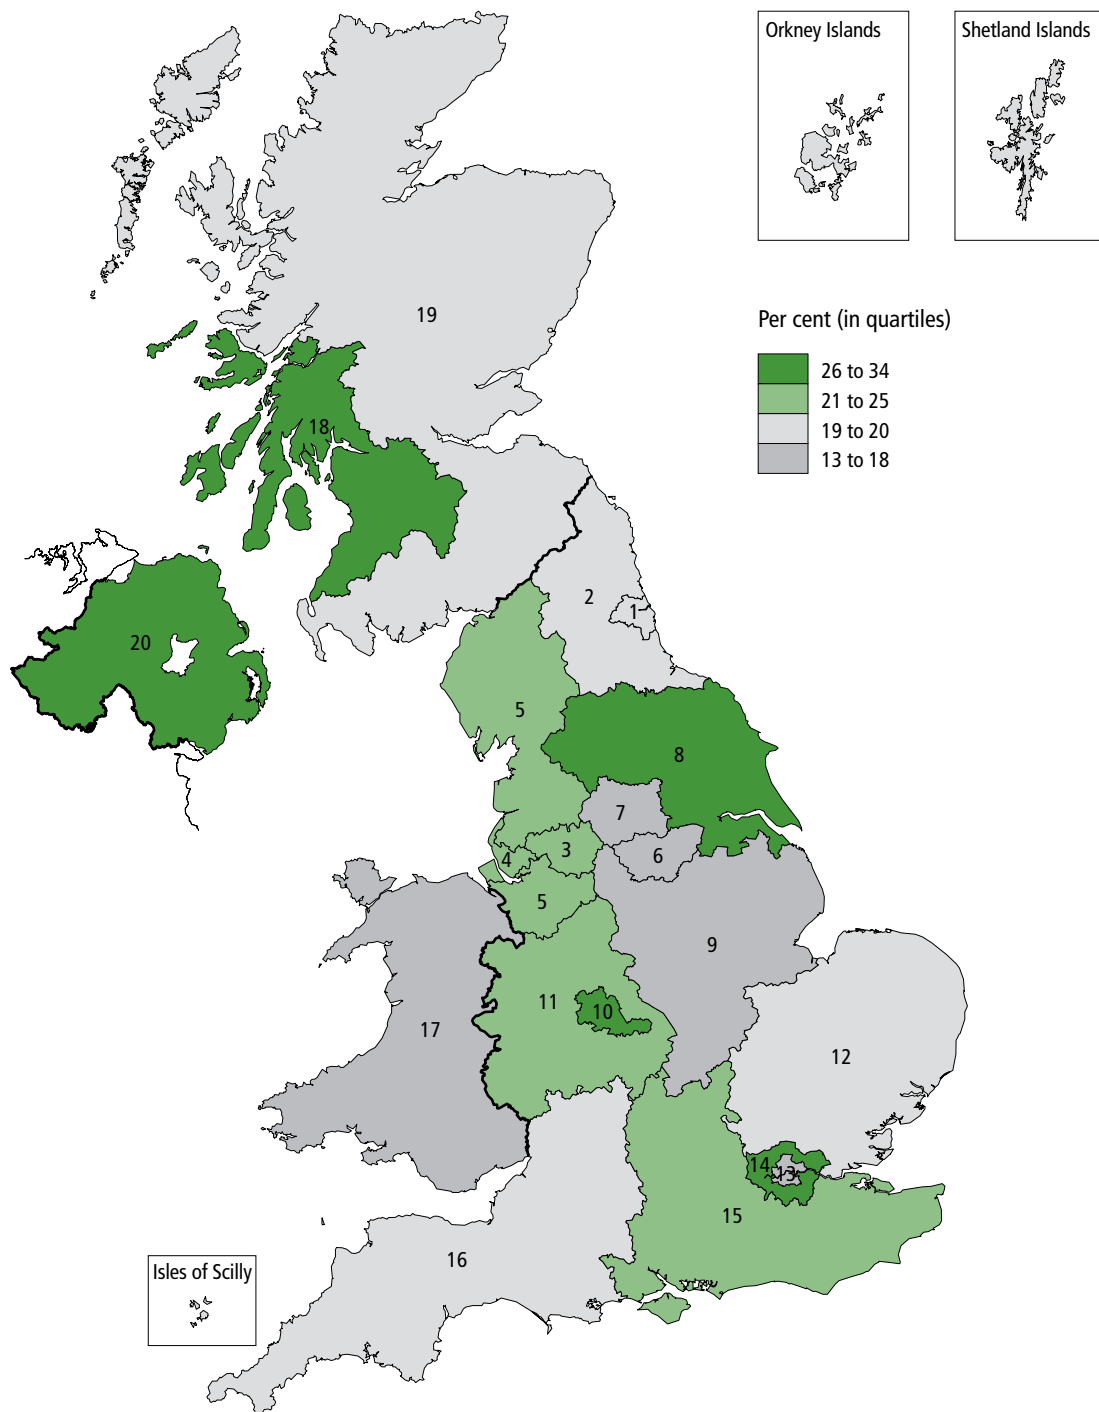 Orkney Islands
Shetland Islands
19
Per cent (in quartiles)
26 to 34
21 to 25
19 to 20
13 to 18
18
2
1
20
5
8
7
3
4
6
5
9
11
10
17
12
14
13
15
16
Isles of Scilly